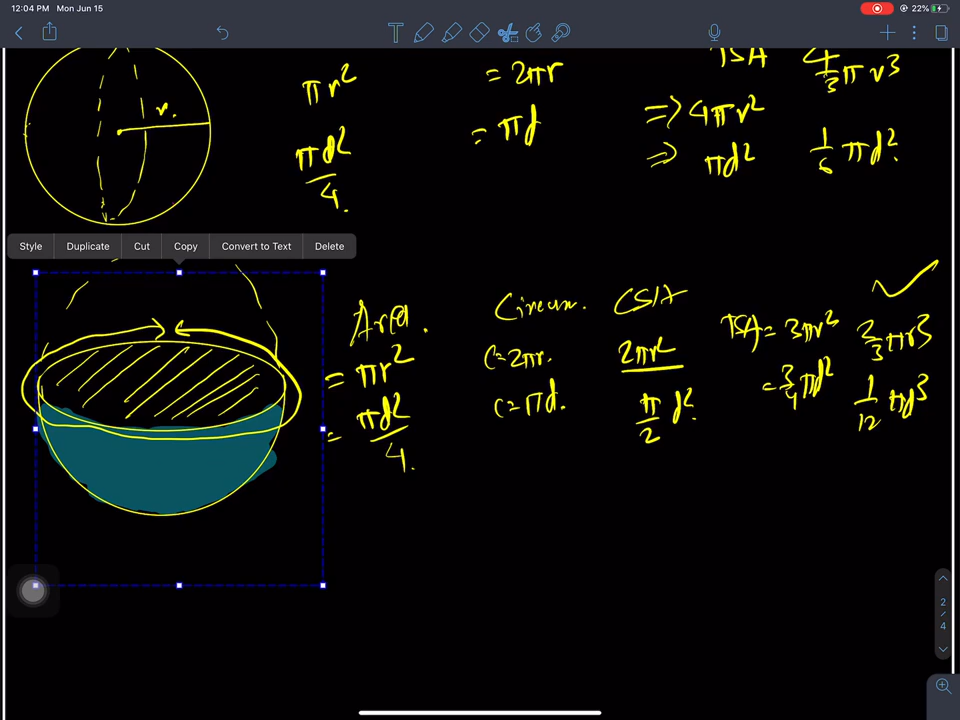 12:04 PM Mon Jun 15
22%
T
r.
πr²
πd²/4.
= 2πr
= πd
TSA
=> 4πr²
=> πd²
4/3 πr3
1/6 πd².
Style Duplicate Cut Copy Convert to Text Delete
Area.
= πr²
= πd²/4.
Circum.
C=2πr.
C=πd.
CSA
2πr²
π/2 d².
TSA = 3πr²
= 3/4 πd²
2/3 πr3
1/12 πd3
2
/
4